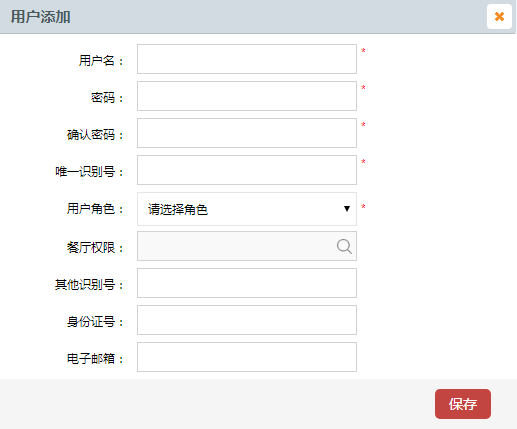 用户添加
用户名： *
密码： *
确认密码： *
唯一识别号： *
用户角色： 请选择角色 *
餐厅权限：
其他识别号：
身份证号：
电子邮箱：
保存